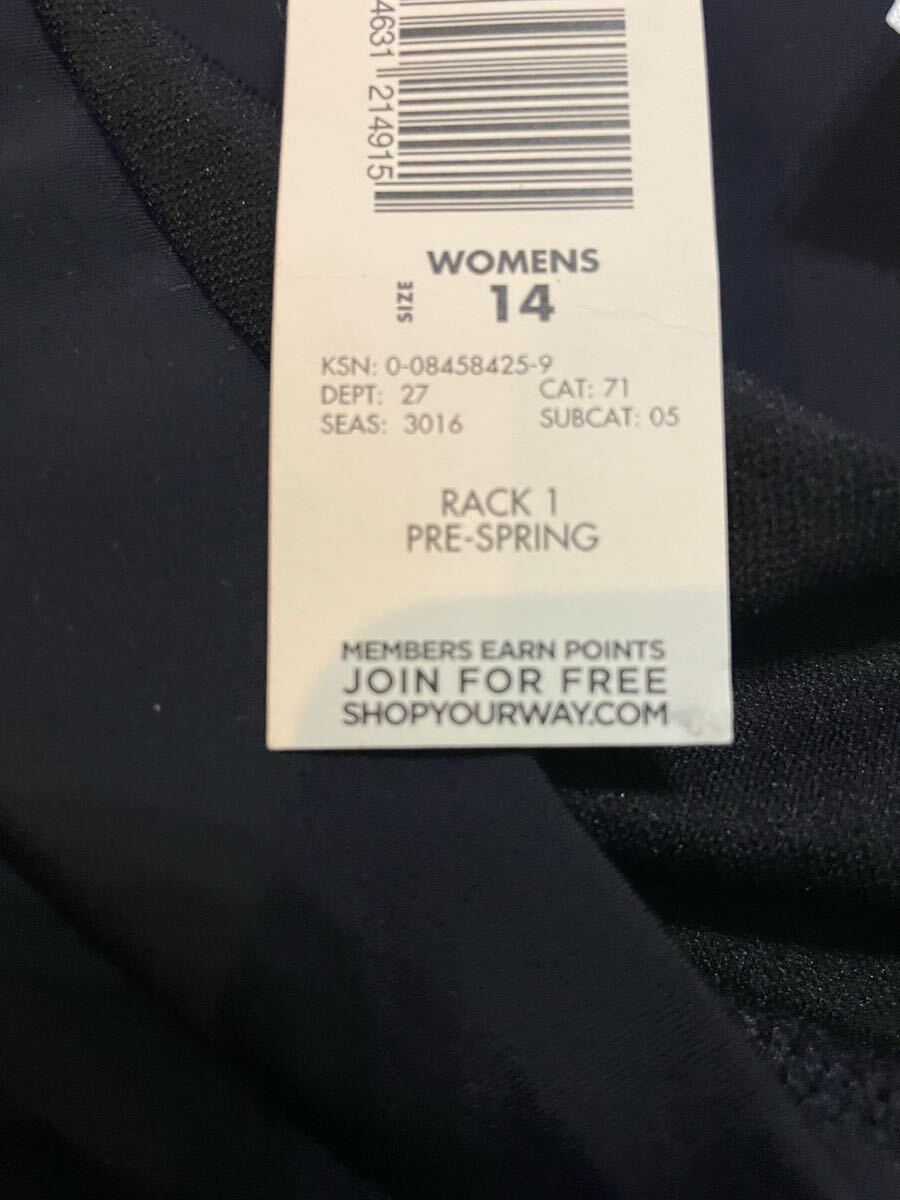 4631 214915
WOMENS
SIZE 14
KSN: 0-08458425-9
DEPT: 27 CAT: 71
SEAS: 3016 SUBCAT: 05
RACK 1
PRE-SPRING
MEMBERS EARN POINTS
JOIN FOR FREE
SHOPYOURWAY.COM